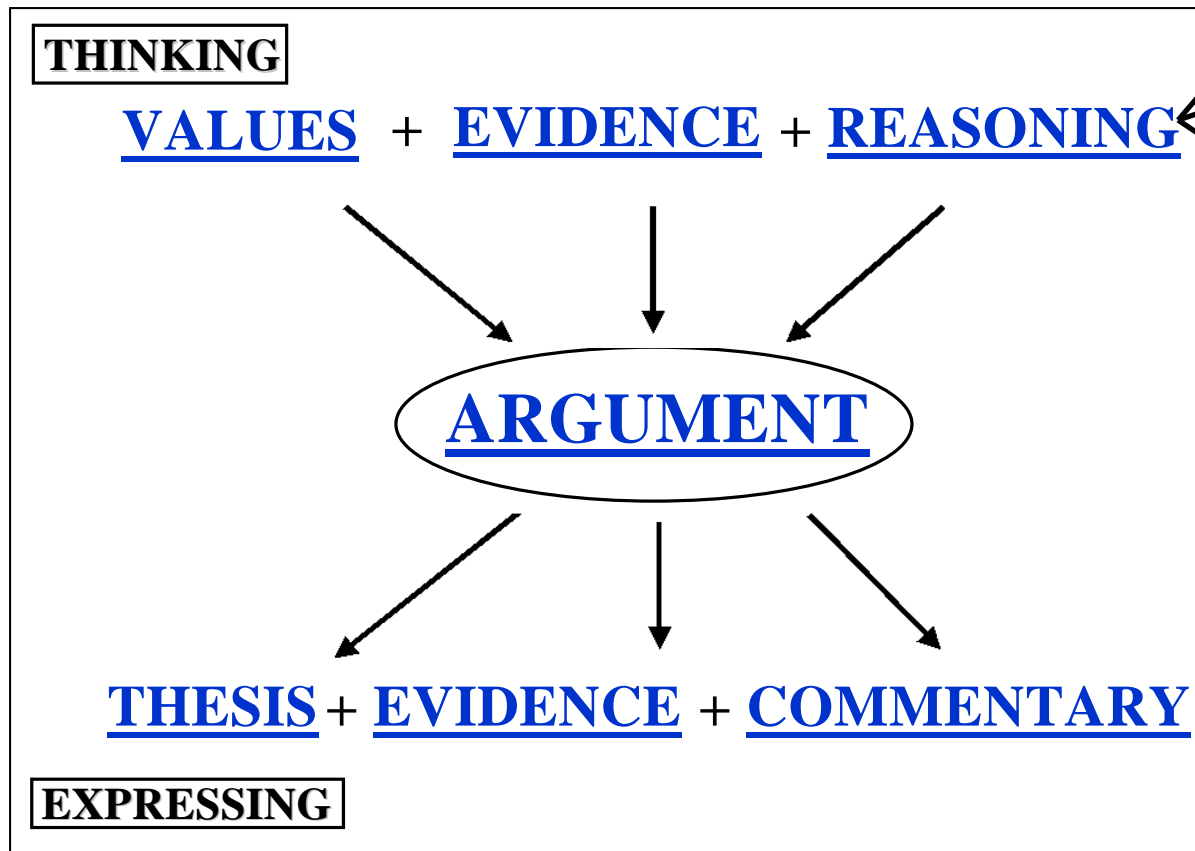 THINKING
VALUES + EVIDENCE + REASONING
ARGUMENT
THESIS + EVIDENCE + COMMENTARY
EXPRESSING